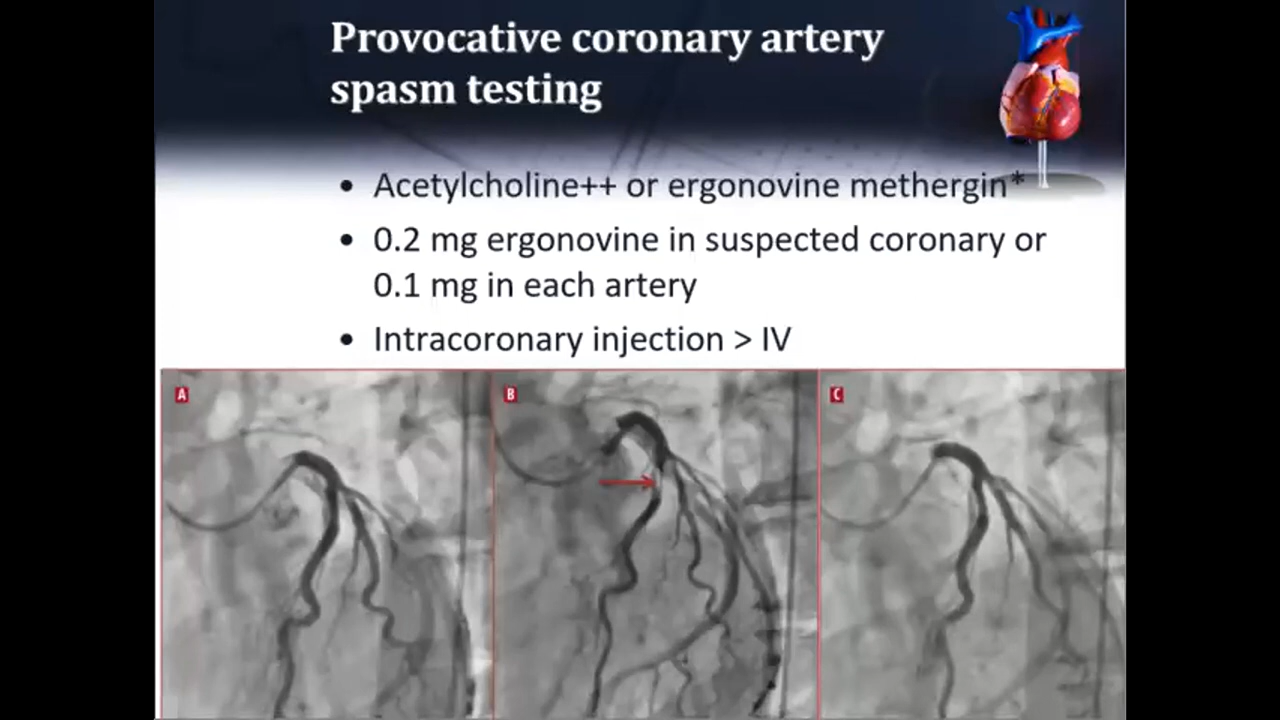 Provocative coronary artery
spasm testing
• Acetylcholine++ or ergonovine methergin*
• 0.2 mg ergonovine in suspected coronary or
0.1 mg in each artery
• Intracoronary injection > IV
A
B
C